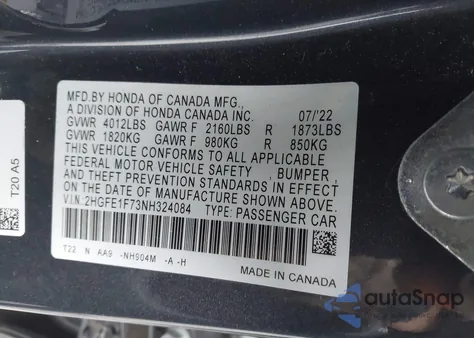 MFD.BY HONDA OF CANADA MFG.,
A DIVISION OF HONDA CANADA INC. 07/'22
GVWR 4012LBS GAWR F 2160LBS R 1873LBS
GVWR 1820KG GAWR F 980KG R 850KG
THIS VEHICLE CONFORMS TO ALL APPLICABLE
FEDERAL MOTOR VEHICLE SAFETY , BUMPER ,
AND THEFT PREVENTION STANDARDS IN EFFECT
ON THE DATE OF MANUFACTURE SHOWN ABOVE.
V.I.N:2HGFE1F73NH324084 TYPE: PASSENGER CAR
T22 N AA9 -NH904M -A -H
MADE IN CANADA
T20 A5
autoSnap